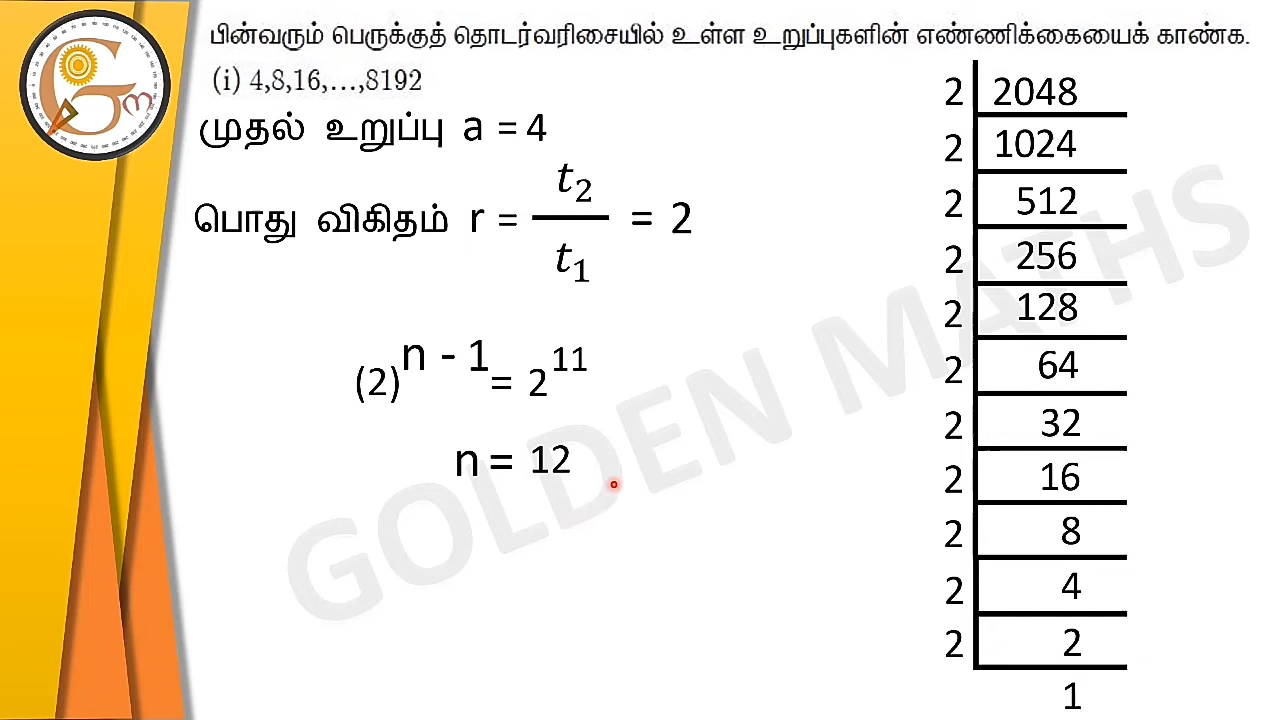 பின்வரும் பெருக்குத் தொடர்வரிசையில் உள்ள உறுப்புகளின் எண்ணிக்கையைக் காண்க.
(i) 4,8,16,...,8192
முதல் உறுப்பு a = 4
பொது விகிதம் r = t₂ / t₁ = 2
(2)ⁿ ⁻ ¹ = 2¹¹
n = 12
2 2048
2 1024
2 512
2 256
2 128
2 64
2 32
2 16
2 8
2 4
2 2
1
GOLDEN MATHS
Gm